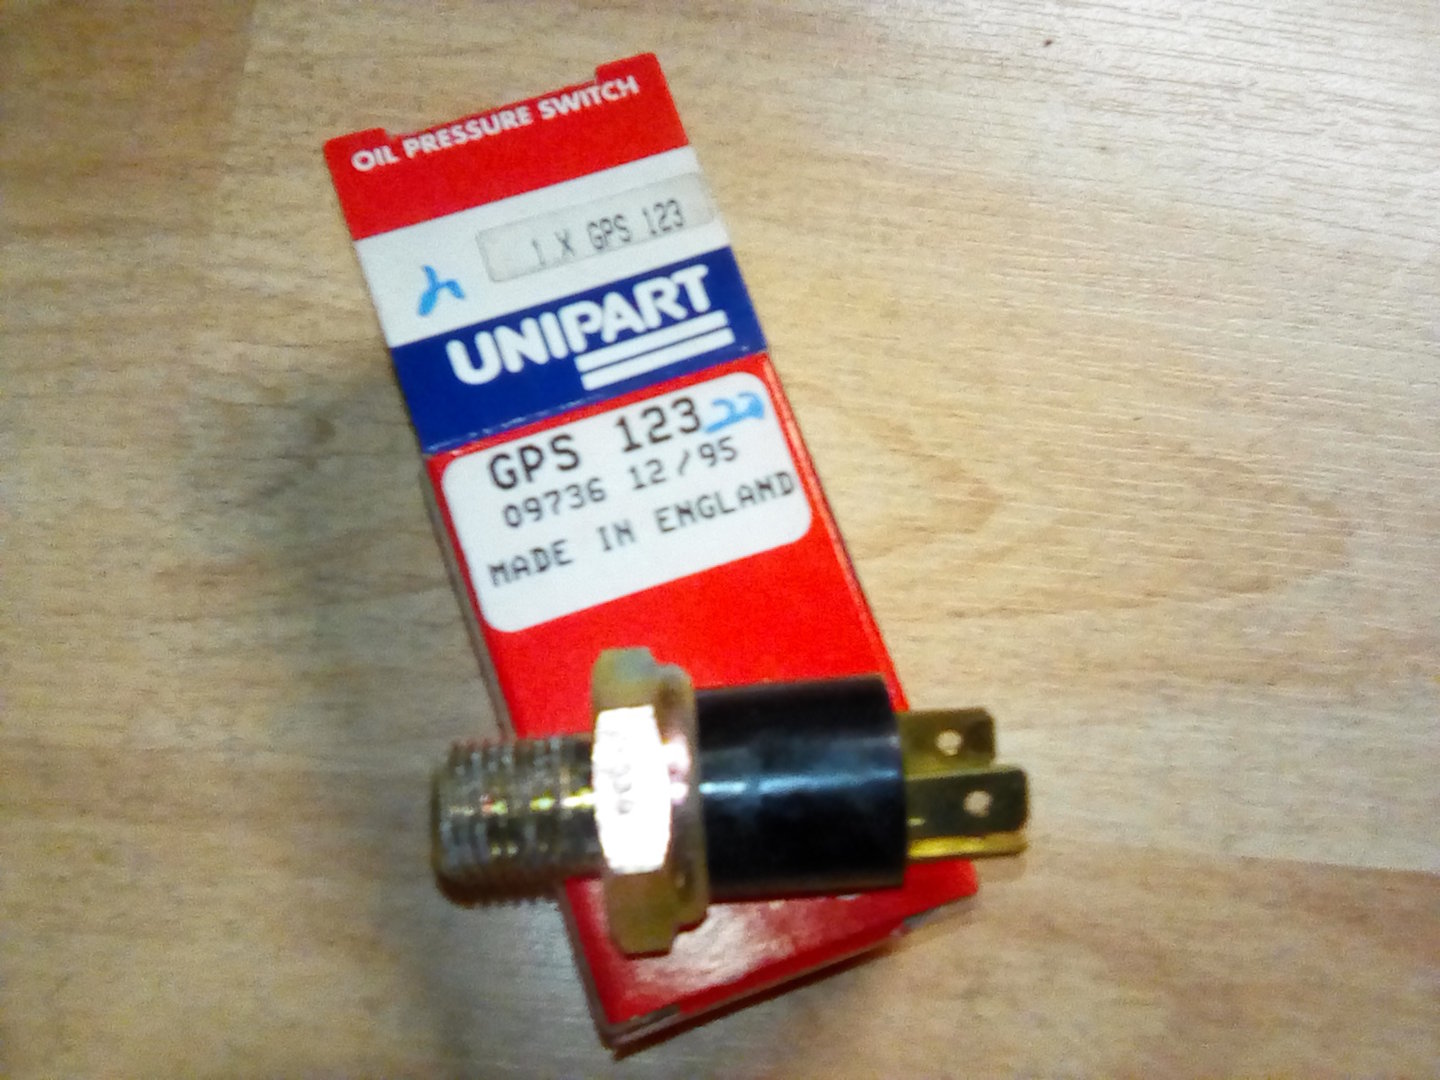 OIL PRESSURE SWITCH
1 X GPS 123
UNIPART
GPS 123
09736 12/95
MADE IN ENGLAND